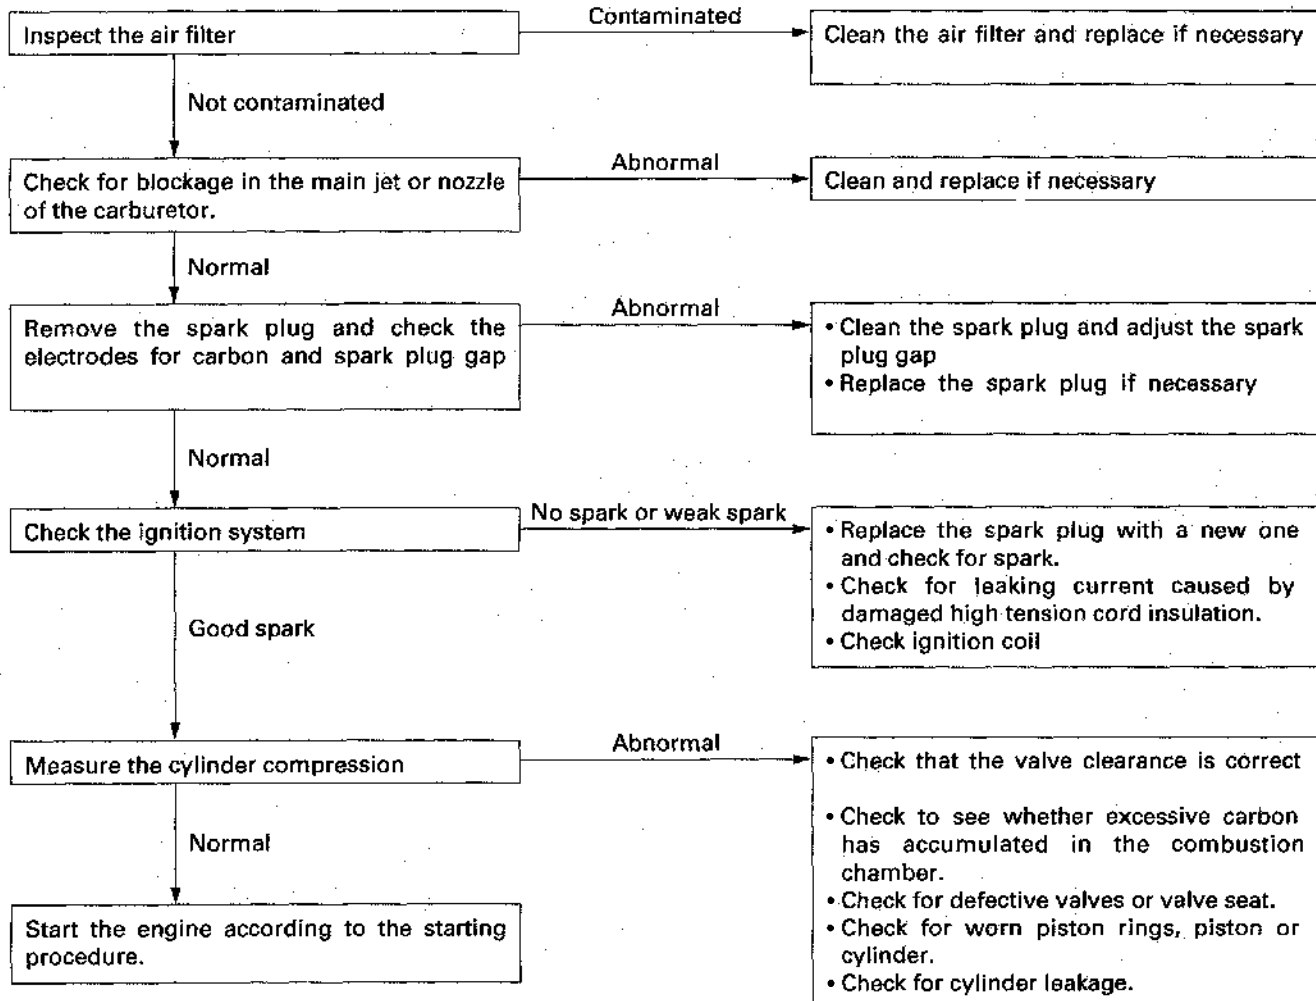 Inspect the air filter
Contaminated
Clean the air filter and replace if necessary
Not contaminated
Check for blockage in the main jet or nozzle
of the carburetor.
Abnormal
Clean and replace if necessary
Normal
Remove the spark plug and check the
electrodes for carbon and spark plug gap
Abnormal
• Clean the spark plug and adjust the spark
plug gap
• Replace the spark plug if necessary
Normal
Check the ignition system
No spark or weak spark
• Replace the spark plug with a new one
and check for spark.
• Check for leaking current caused by
damaged high tension cord insulation.
• Check ignition coil
Good spark
Measure the cylinder compression
Abnormal
• Check that the valve clearance is correct
• Check to see whether excessive carbon
has accumulated in the combustion
chamber.
• Check for defective valves or valve seat.
• Check for worn piston rings, piston or
cylinder.
• Check for cylinder leakage.
Normal
Start the engine according to the starting
procedure.